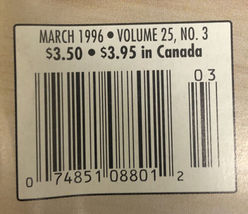 MARCH 1996 • VOLUME 25, NO. 3
$3.50 • $3.95 in Canada
03
0 74851 08801 2